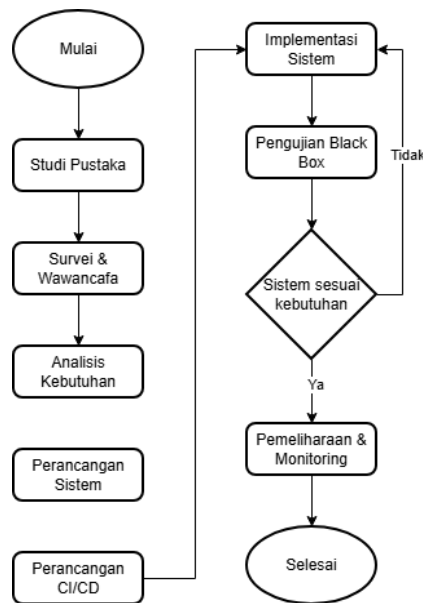 Mulai
Studi Pustaka
Survei &
Wawancafa
Analisis
Kebutuhan
Perancangan
Sistem
Perancangan
CI/CD
Implementasi
Sistem
Pengujian Black
Box
Tidak
Sistem sesuai
kebutuhan
Ya
Pemeliharaan &
Monitoring
Selesai